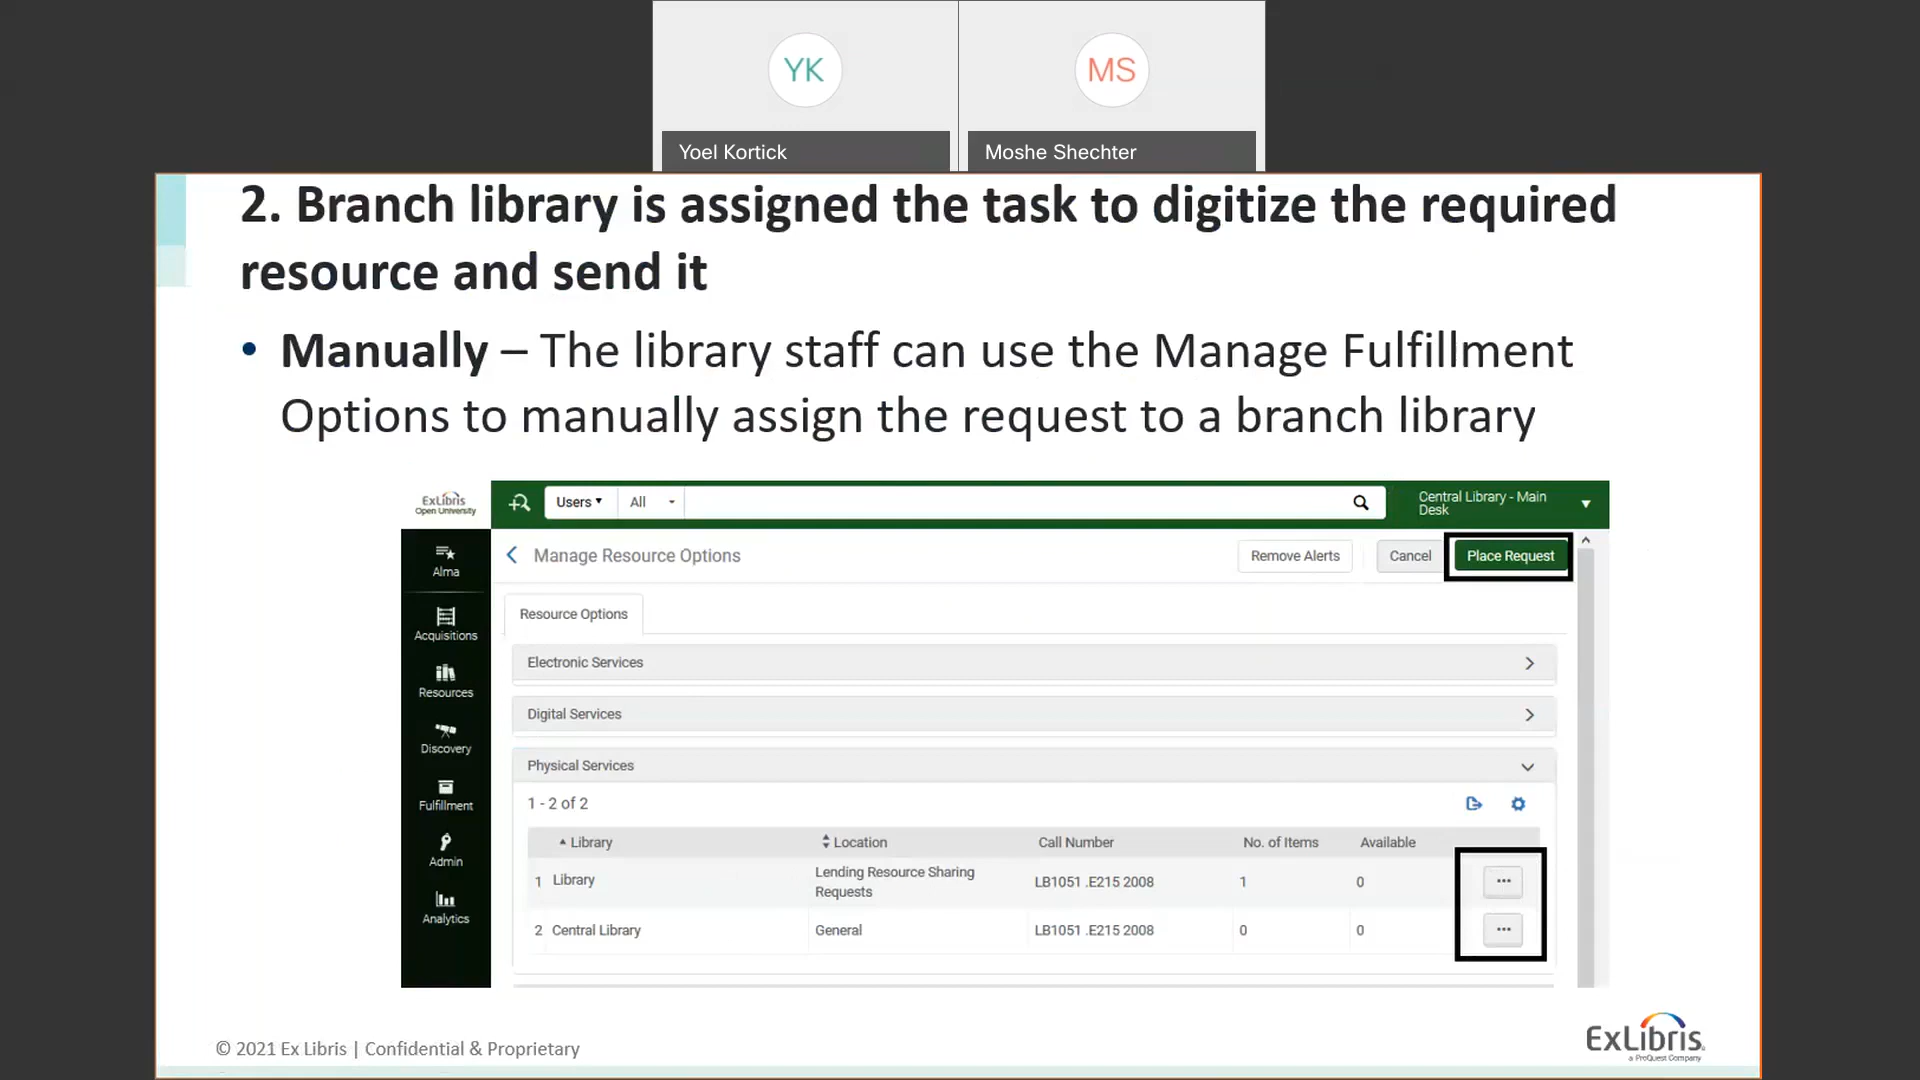 YK
MS
Yoel Kortick
Moshe Shechter
2. Branch library is assigned the task to digitize the required
resource and send it
• Manually – The library staff can use the Manage Fulfillment
Options to manually assign the request to a branch library
ExLibris
Open University
Users
All
Central Library - Main
Desk
Alma
Acquisitions
Resources
Discovery
Fulfillment
Admin
Analytics
Manage Resource Options
Remove Alerts
Cancel
Place Request
Resource Options
Electronic Services
Digital Services
Physical Services
1 - 2 of 2
Library Location Call Number No. of Items Available
1 Library Lending Resource Sharing Requests LB1051 .E215 2008 1 0
2 Central Library General LB1051 .E215 2008 0 0
© 2021 Ex Libris | Confidential & Proprietary
ExLibris
a ProQuest Company